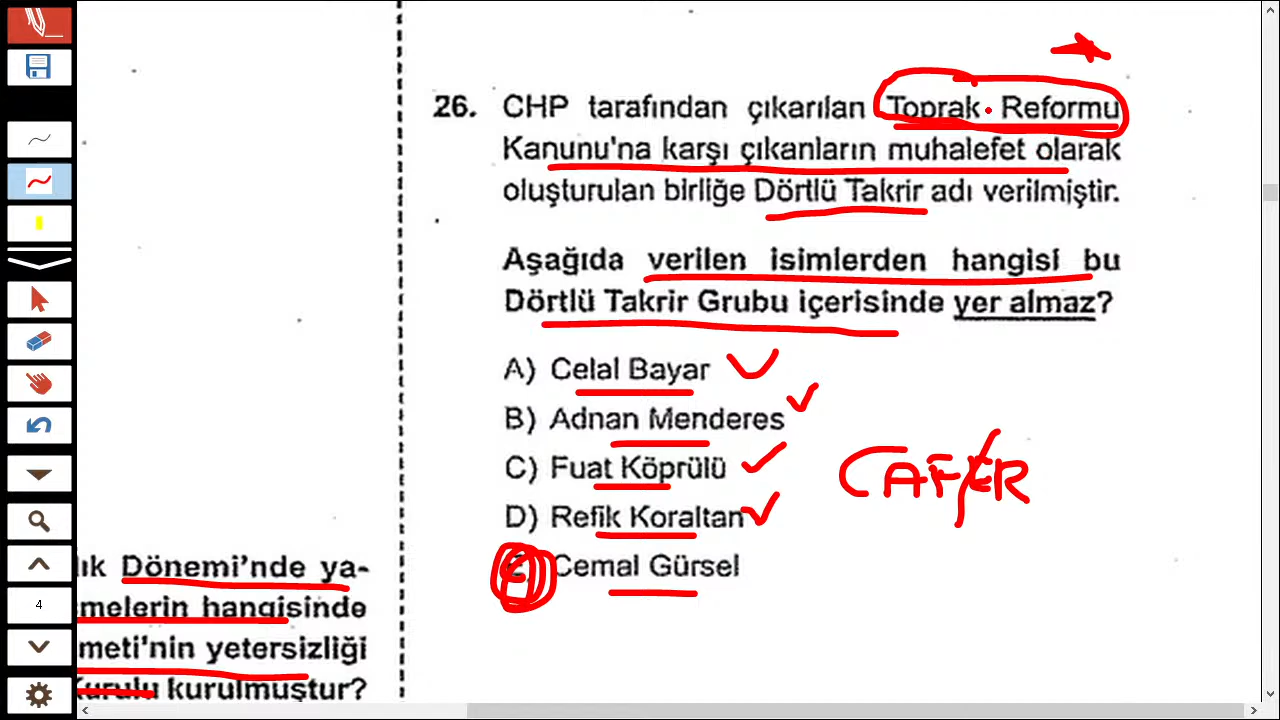 26. CHP tarafından çıkarılan Toprak Reformu
Kanunu'na karşı çıkanların muhalefet olarak
oluşturulan birliğe Dörtlü Takrir adı verilmiştir.
Aşağıda verilen isimlerden hangisi bu
Dörtlü Takrir Grubu içerisinde yer almaz?
A) Celal Bayar
B) Adnan Menderes
C) Fuat Köprülü
D) Refik Koraltan
Cemal Gürsel
CAFER
lık Dönemi'nde ya-
melerin hangisinde
meti'nin yetersizliği
Kurulu kurulmuştur?
4